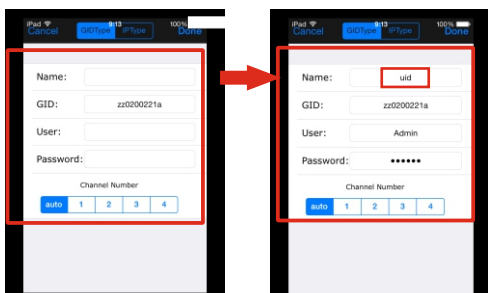 iPad 9:13 100%
Cancel GIDType IPType Done
Name:
GID: zz0200221a
User:
Password:
Channel Number
auto 1 2 3 4
iPad 9:13 100%
Cancel GIDType IPType Done
Name: uid
GID: zz0200221a
User: Admin
Password: ••••••
Channel Number
auto 1 2 3 4